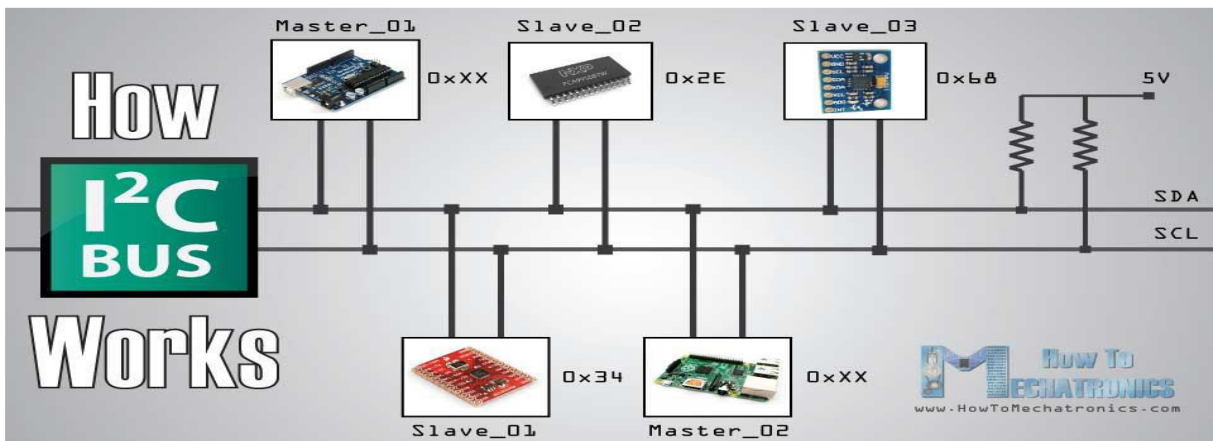 Master_01
Slave_02
Slave_03
0xXX
0x2E
0x68
5V
How
I²C
BUS
Works
SDA
SCL
0x34
0xXX
Slave_01
Master_02
How To
Mechatronics
www.HowToMechatronics.com